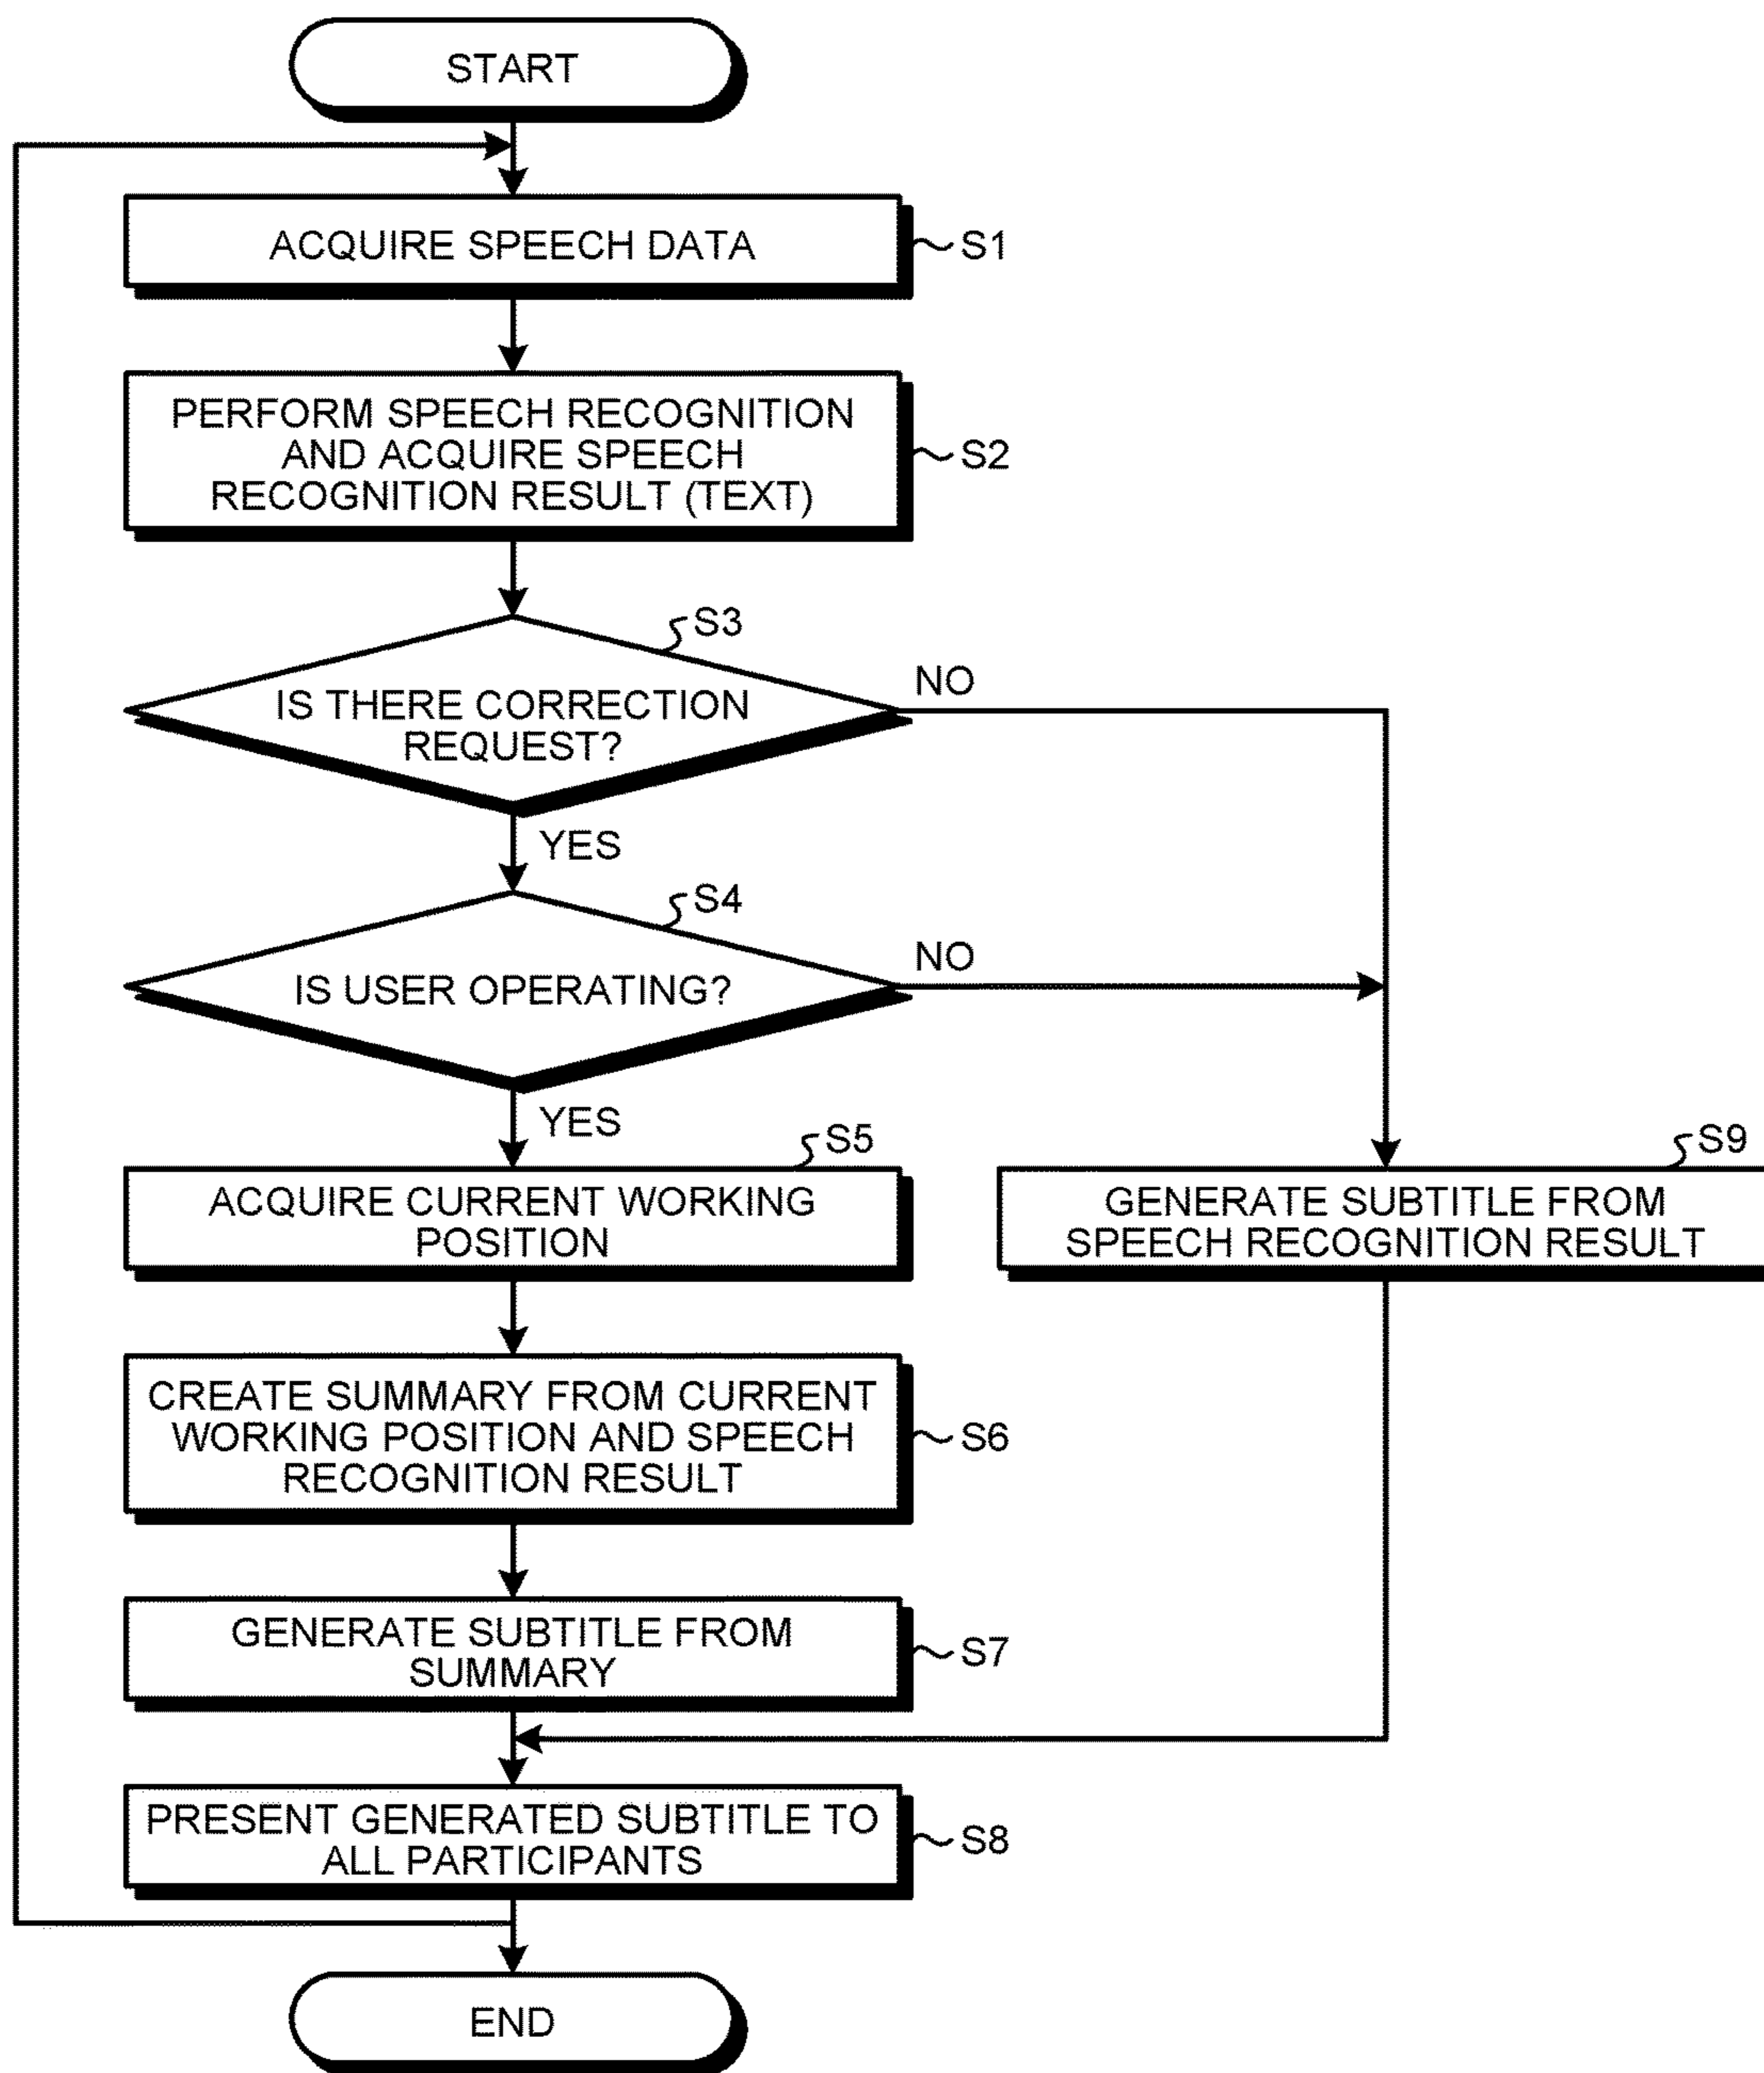 START
ACQUIRE SPEECH DATA
S1
PERFORM SPEECH RECOGNITION
AND ACQUIRE SPEECH
RECOGNITION RESULT (TEXT)
S2
S3
IS THERE CORRECTION
REQUEST?
NO
YES
S4
IS USER OPERATING?
NO
YES
S5
ACQUIRE CURRENT WORKING
POSITION
S9
GENERATE SUBTITLE FROM
SPEECH RECOGNITION RESULT
CREATE SUMMARY FROM CURRENT
WORKING POSITION AND SPEECH
RECOGNITION RESULT
S6
GENERATE SUBTITLE FROM
SUMMARY
S7
PRESENT GENERATED SUBTITLE TO
ALL PARTICIPANTS
S8
END